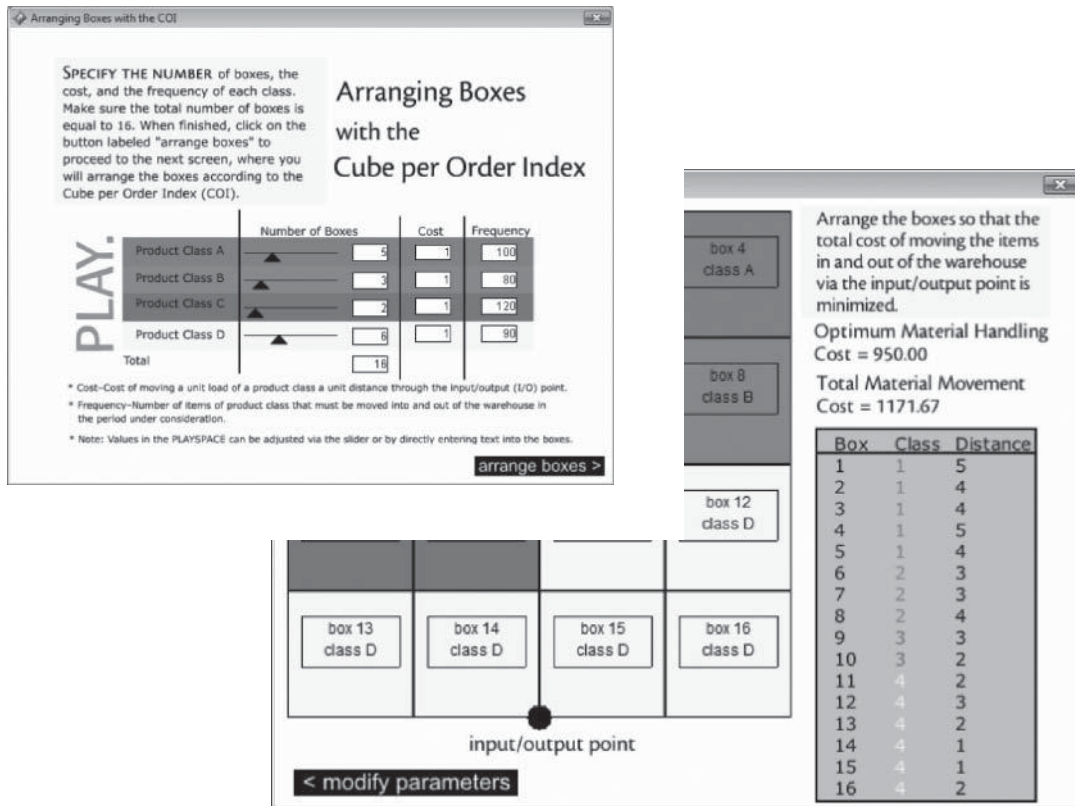 Arranging Boxes with the COI
SPECIFY THE NUMBER of boxes, the
cost, and the frequency of each class.
Make sure the total number of boxes is
equal to 16. When finished, click on the
button labeled "arrange boxes" to
proceed to the next screen, where you
will arrange the boxes according to the
Cube per Order Index (COI).
Arranging Boxes
with the
Cube per Order Index
PLAY.
Number of Boxes Cost Frequency
Product Class A 5 1 100
Product Class B 3 1 80
Product Class C 2 1 120
Product Class D 6 1 90
Total 16
* Cost–Cost of moving a unit load of a product class a unit distance through the input/output (I/O) point.
* Frequency–Number of items of product class that must be moved into and out of the warehouse in
the period under consideration.
* Note: Values in the PLAYSPACE can be adjusted via the slider or by directly entering text into the boxes.
arrange boxes >
box 4
class A
box 8
class B
box 12
class D
box 13 box 14 box 15 box 16
class D class D class D class D
input/output point
< modify parameters
Arrange the boxes so that the
total cost of moving the items
in and out of the warehouse
via the input/output point is
minimized.
Optimum Material Handling
Cost = 950.00
Total Material Movement
Cost = 1171.67
Box Class Distance
1 1 5
2 1 4
3 1 4
4 1 5
5 1 4
6 2 3
7 2 3
8 2 4
9 3 3
10 3 2
11 4 2
12 4 3
13 4 2
14 4 1
15 4 1
16 4 2